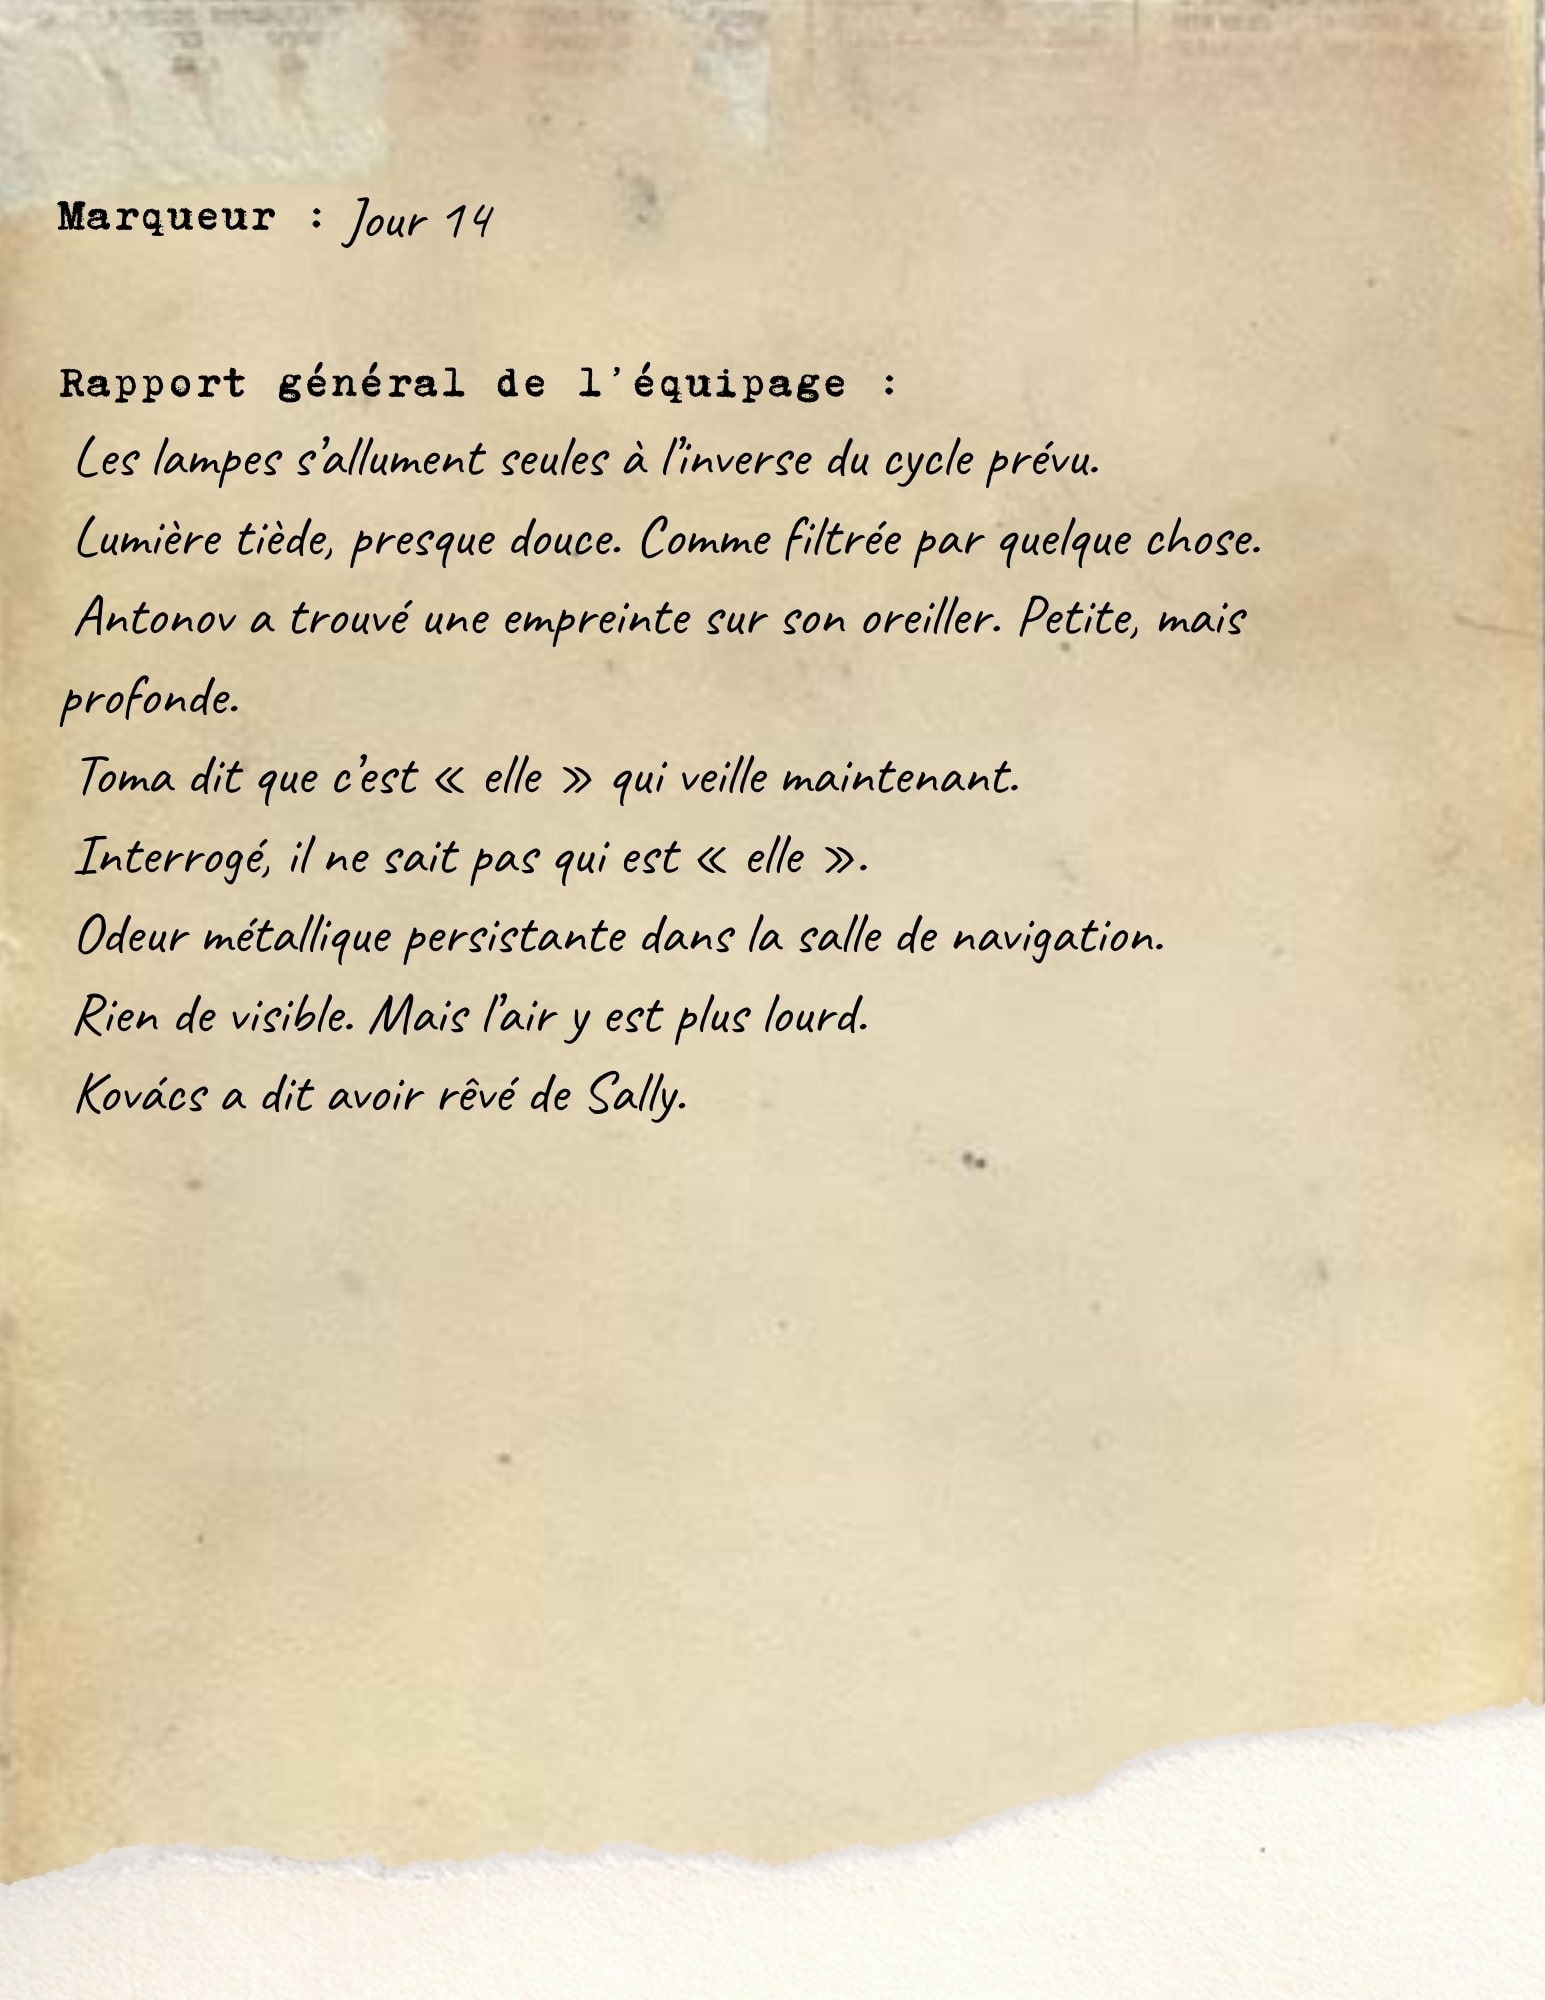 Marqueur : Jour 14
Rapport général de l'équipage :
Les lampes s'allument seules à l'inverse du cycle prévu.
Lumière tiède, presque douce. Comme filtrée par quelque chose.
Antonov a trouvé une empreinte sur son oreiller. Petite, mais
profonde.
Toma dit que c'est « elle » qui veille maintenant.
Interrogé, il ne sait pas qui est « elle ».
Odeur métallique persistante dans la salle de navigation.
Rien de visible. Mais l'air y est plus lourd.
Kovács a dit avoir rêvé de Sally.